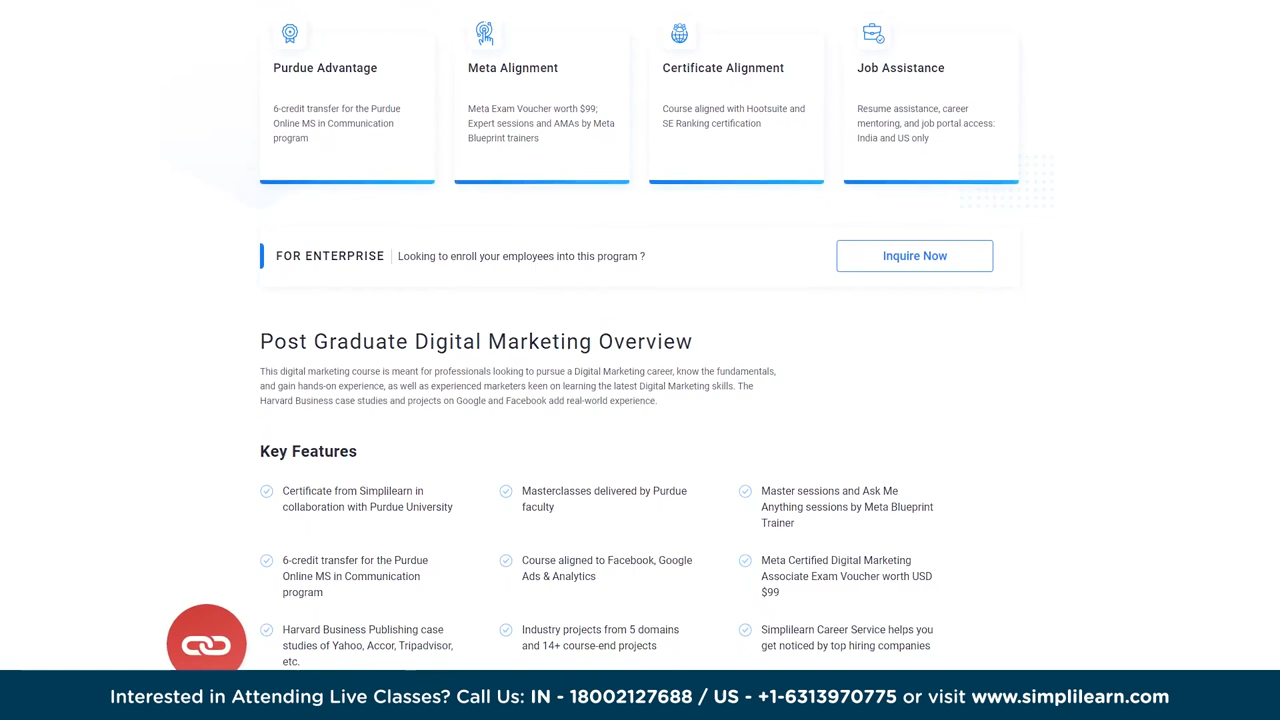 Purdue Advantage
6-credit transfer for the Purdue
Online MS in Communication
program
Meta Alignment
Meta Exam Voucher worth $99;
Expert sessions and AMAs by Meta
Blueprint trainers
Certificate Alignment
Course aligned with Hootsuite and
SE Ranking certification
Job Assistance
Resume assistance, career
mentoring, and job portal access:
India and US only
FOR ENTERPRISE
Looking to enroll your employees into this program ?
Inquire Now
Post Graduate Digital Marketing Overview
This digital marketing course is meant for professionals looking to pursue a Digital Marketing career, know the fundamentals,
and gain hands-on experience, as well as experienced marketers keen on learning the latest Digital Marketing skills. The
Harvard Business case studies and projects on Google and Facebook add real-world experience.
Key Features
Certificate from Simplilearn in
collaboration with Purdue University
Masterclasses delivered by Purdue
faculty
Master sessions and Ask Me
Anything sessions by Meta Blueprint
Trainer
6-credit transfer for the Purdue
Online MS in Communication
program
Course aligned to Facebook, Google
Ads & Analytics
Meta Certified Digital Marketing
Associate Exam Voucher worth USD
$99
Harvard Business Publishing case
studies of Yahoo, Accor, Tripadvisor,
etc.
Industry projects from 5 domains
and 14+ course-end projects
Simplilearn Career Service helps you
get noticed by top hiring companies
Interested in Attending Live Classes? Call Us: IN - 18002127688 / US - +1-6313970775 or visit www.simplilearn.com